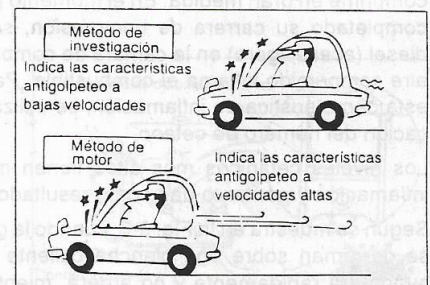 Método de
investigación
Indica las características
antigolpeteo a
bajas velocidades
Método de
motor
Indica las características
antigolpeteo a
velocidades altas